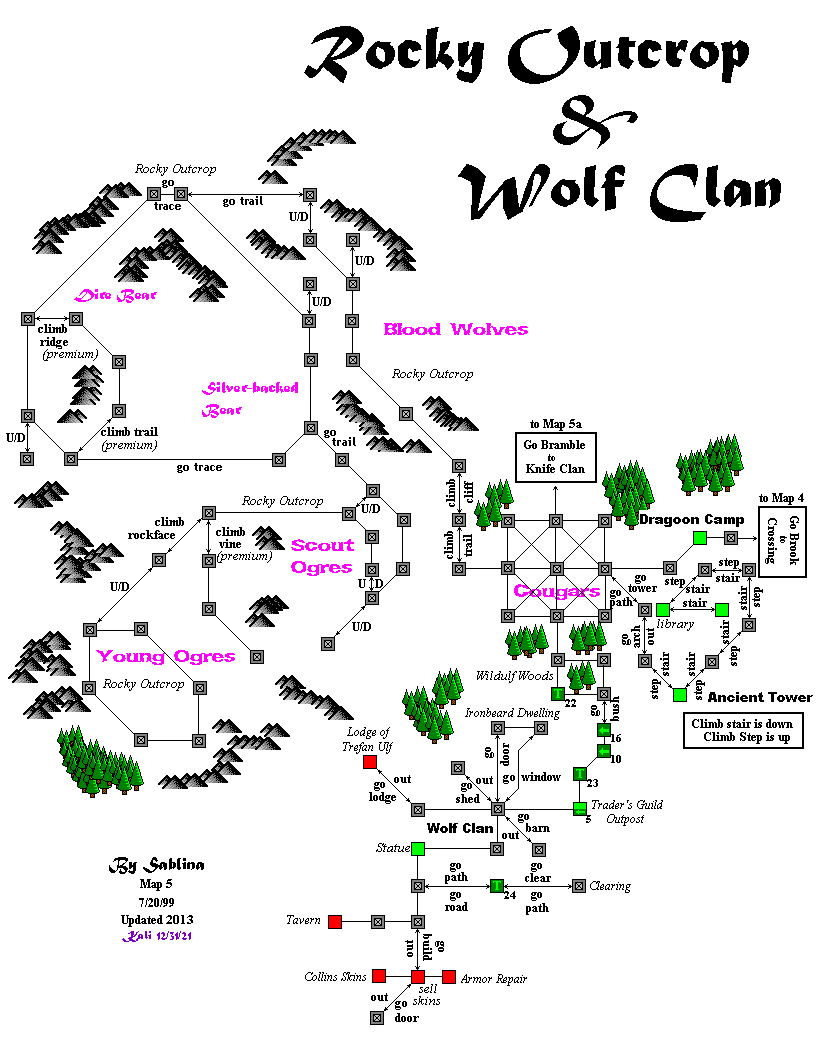 Rocky Outcrop
&
Wolf Clan
Rocky Outcrop
go
trace
go trail
U/D
U/D
U/D
Dire Bear
climb
ridge
(premium)
Blood Wolves
Rocky Outcrop
Silver-backed
Bear
U/D
climb trail
(premium)
go trace
go
trail
to Map 5a
Go Bramble
to
Knife Clan
climb
cliff
climb
trail
to Map 4
Go Brook
to
Crossing
Dragoon Camp
Rocky Outcrop
U/D
climb
rockface
climb
vine
(premium)
Scout
Ogres
U D
U/D
U/D
Cougars
go
tower
go
path
step
stair
step
stair
stair
step
stair
library
go
arch
out
stair
step
stair
step
stair
step
Ancient Tower
Climb stair is down
Climb Step is up
Young Ogres
Rocky Outcrop
Wildulf Woods
T
22
go
bush
16
10
T
23
Ironbeard Dwelling
go
door
go
window
Lodge of
Trefan Ulf
out
go
lodge
out
go
shed
Trader's Guild
Outpost
5
Wolf Clan
out
go
barn
Statue
go
clear
go
path
go
road
T
24
go
path
Clearing
Tavern
out
go
build
Collins Skins
sell
skins
Armor Repair
out
go
door
By Sablina
Map 5
7/20/99
Updated 2013
Kali 12/31/21